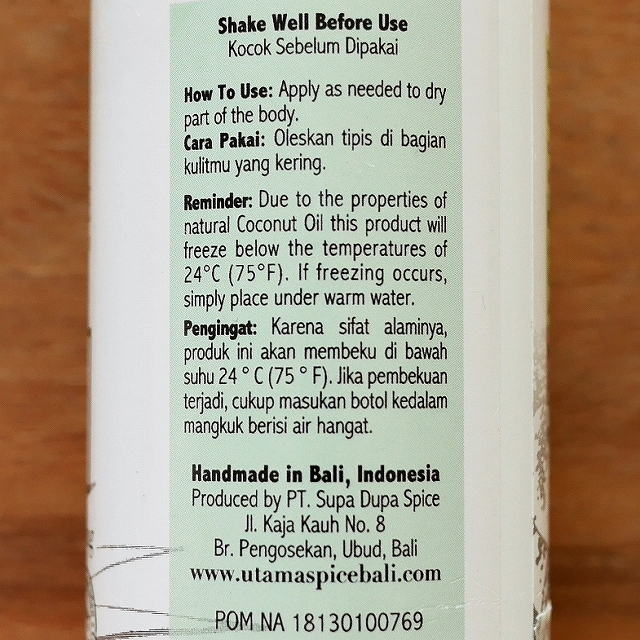 Shake Well Before Use
Kocok Sebelum Dipakai
How To Use: Apply as needed to dry
part of the body.
Cara Pakai: Oleskan tipis di bagian
kulitmu yang kering.
Reminder: Due to the properties of
natural Coconut Oil this product will
freeze below the temperatures of
24°C (75°F). If freezing occurs,
simply place under warm water.
Pengingat: Karena sifat alaminya,
produk ini akan membeku di bawah
suhu 24 ° C (75 ° F). Jika pembekuan
terjadi, cukup masukan botol kedalam
mangkuk berisi air hangat.
Handmade in Bali, Indonesia
Produced by PT. Supa Dupa Spice
Jl. Kaja Kauh No. 8
Br. Pengosekan, Ubud, Bali
www.utamaspicebali.com
POM NA 18130100769